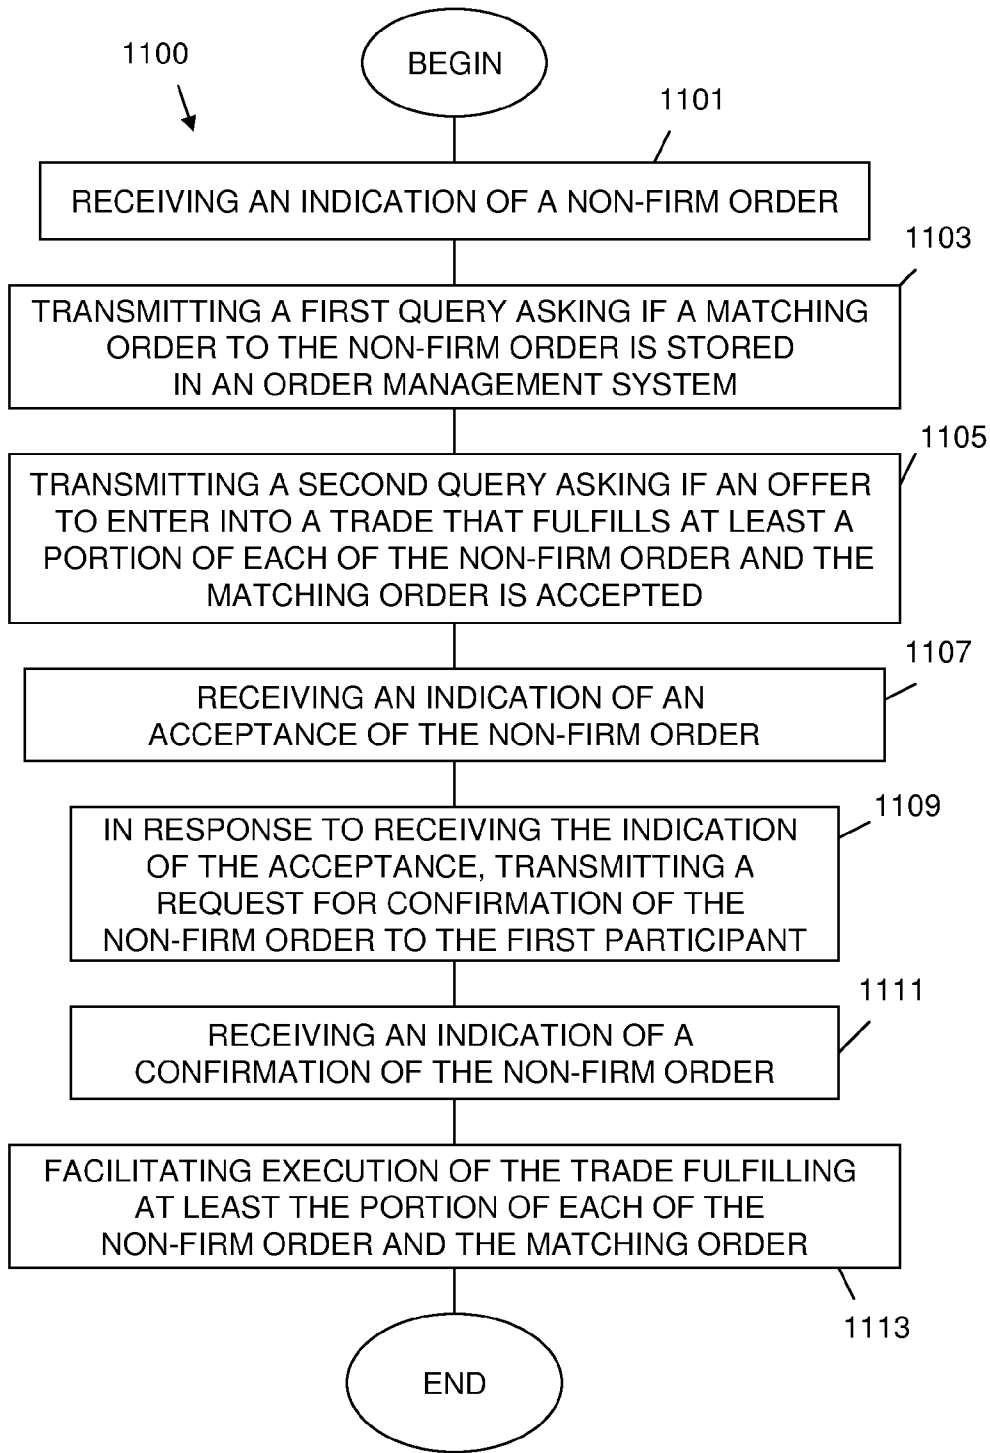 1100
BEGIN
1101
RECEIVING AN INDICATION OF A NON-FIRM ORDER
1103
TRANSMITTING A FIRST QUERY ASKING IF A MATCHING
ORDER TO THE NON-FIRM ORDER IS STORED
IN AN ORDER MANAGEMENT SYSTEM
1105
TRANSMITTING A SECOND QUERY ASKING IF AN OFFER
TO ENTER INTO A TRADE THAT FULFILLS AT LEAST A
PORTION OF EACH OF THE NON-FIRM ORDER AND THE
MATCHING ORDER IS ACCEPTED
1107
RECEIVING AN INDICATION OF AN
ACCEPTANCE OF THE NON-FIRM ORDER
1109
IN RESPONSE TO RECEIVING THE INDICATION
OF THE ACCEPTANCE, TRANSMITTING A
REQUEST FOR CONFIRMATION OF THE
NON-FIRM ORDER TO THE FIRST PARTICIPANT
1111
RECEIVING AN INDICATION OF A
CONFIRMATION OF THE NON-FIRM ORDER
FACILITATING EXECUTION OF THE TRADE FULFILLING
AT LEAST THE PORTION OF EACH OF THE
NON-FIRM ORDER AND THE MATCHING ORDER
1113
END